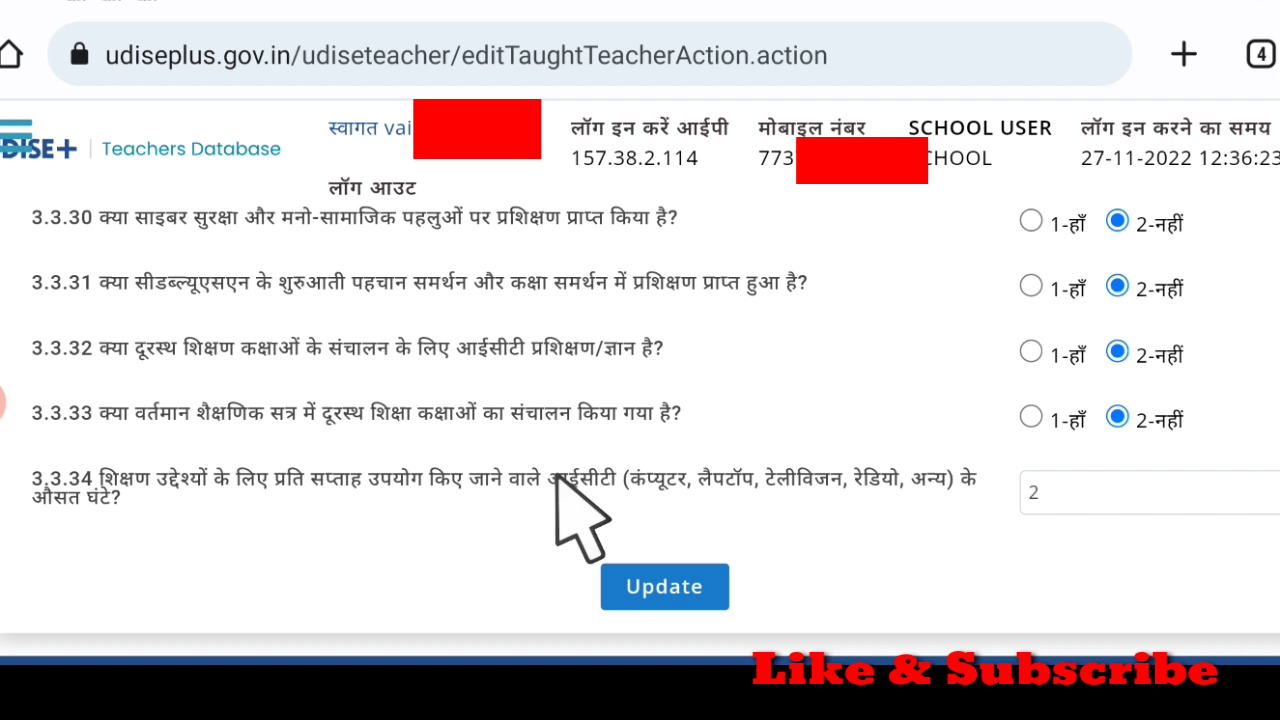 udiseplus.gov.in/udiseteacher/editTaughtTeacherAction.action
4
DISE+ | Teachers Database
स्वागत vai
लॉग इन करें आईपी
157.38.2.114
मोबाइल नंबर
773
SCHOOL USER
CHOOL
लॉग इन करने का समय
27-11-2022 12:36:23
लॉग आउट
3.3.30 क्या साइबर सुरक्षा और मनो-सामाजिक पहलुओं पर प्रशिक्षण प्राप्त किया है? 1-हाँ 2-नहीं
3.3.31 क्या सीडब्ल्यूएसएन के शुरुआती पहचान समर्थन और कक्षा समर्थन में प्रशिक्षण प्राप्त हुआ है? 1-हाँ 2-नहीं
3.3.32 क्या दूरस्थ शिक्षण कक्षाओं के संचालन के लिए आईसीटी प्रशिक्षण/ज्ञान है? 1-हाँ 2-नहीं
3.3.33 क्या वर्तमान शैक्षणिक सत्र में दूरस्थ शिक्षा कक्षाओं का संचालन किया गया है? 1-हाँ 2-नहीं
3.3.34 शिक्षण उद्देश्यों के लिए प्रति सप्ताह उपयोग किए जाने वाले आईसीटी (कंप्यूटर, लैपटॉप, टेलीविजन, रेडियो, अन्य) के
औसत घंटे?
2
Update
Like & Subscribe